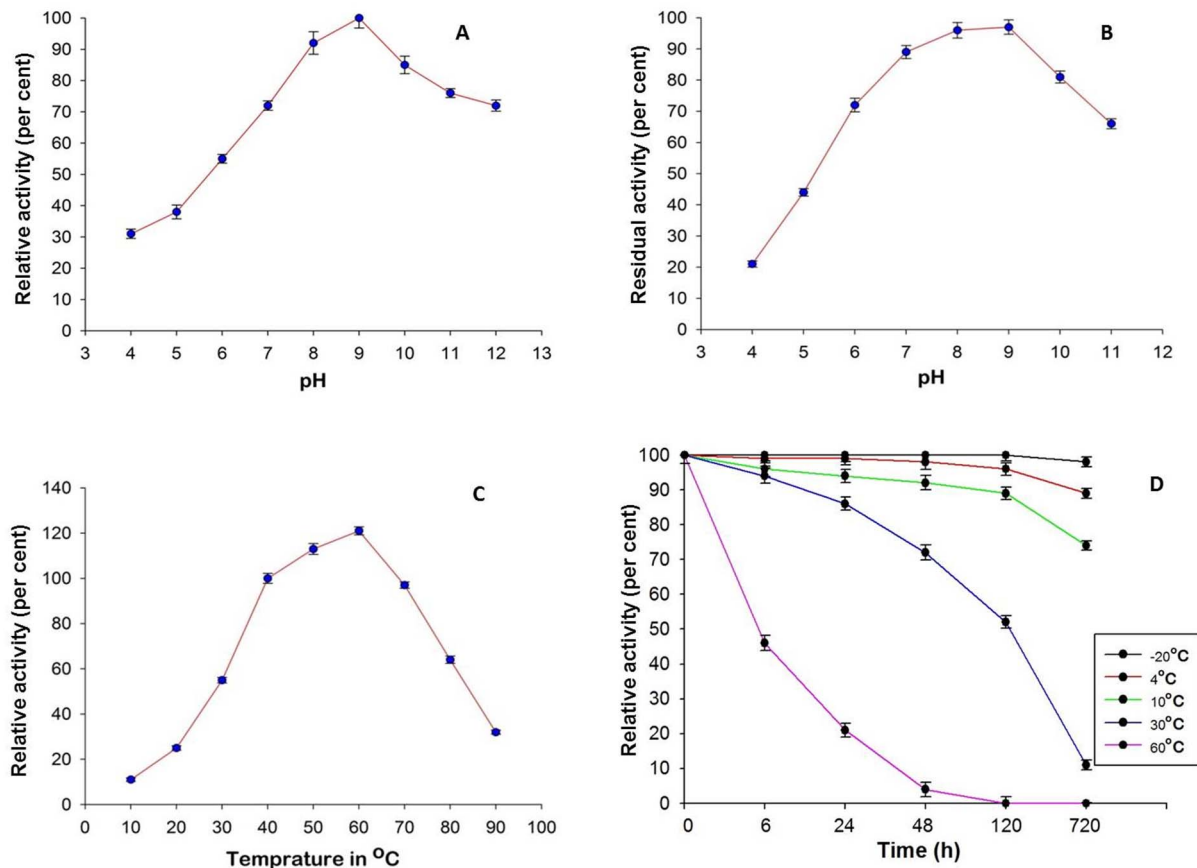 A
Relative activity (per cent)
100
90
80
70
60
50
40
30
20
10
0
3 4 5 6 7 8 9 10 11 12 13
pH
B
Residual activity (per cent)
100
90
80
70
60
50
40
30
20
10
0
3 4 5 6 7 8 9 10 11 12
pH
C
Relative activity (per cent)
140
120
100
80
60
40
20
0
0 10 20 30 40 50 60 70 80 90 100
Temprature in °C
D
Relative activity (per cent)
100
90
80
70
60
50
40
30
20
10
0
0 6 24 48 120 720
Time (h)
-20°C
4°C
10°C
30°C
60°C